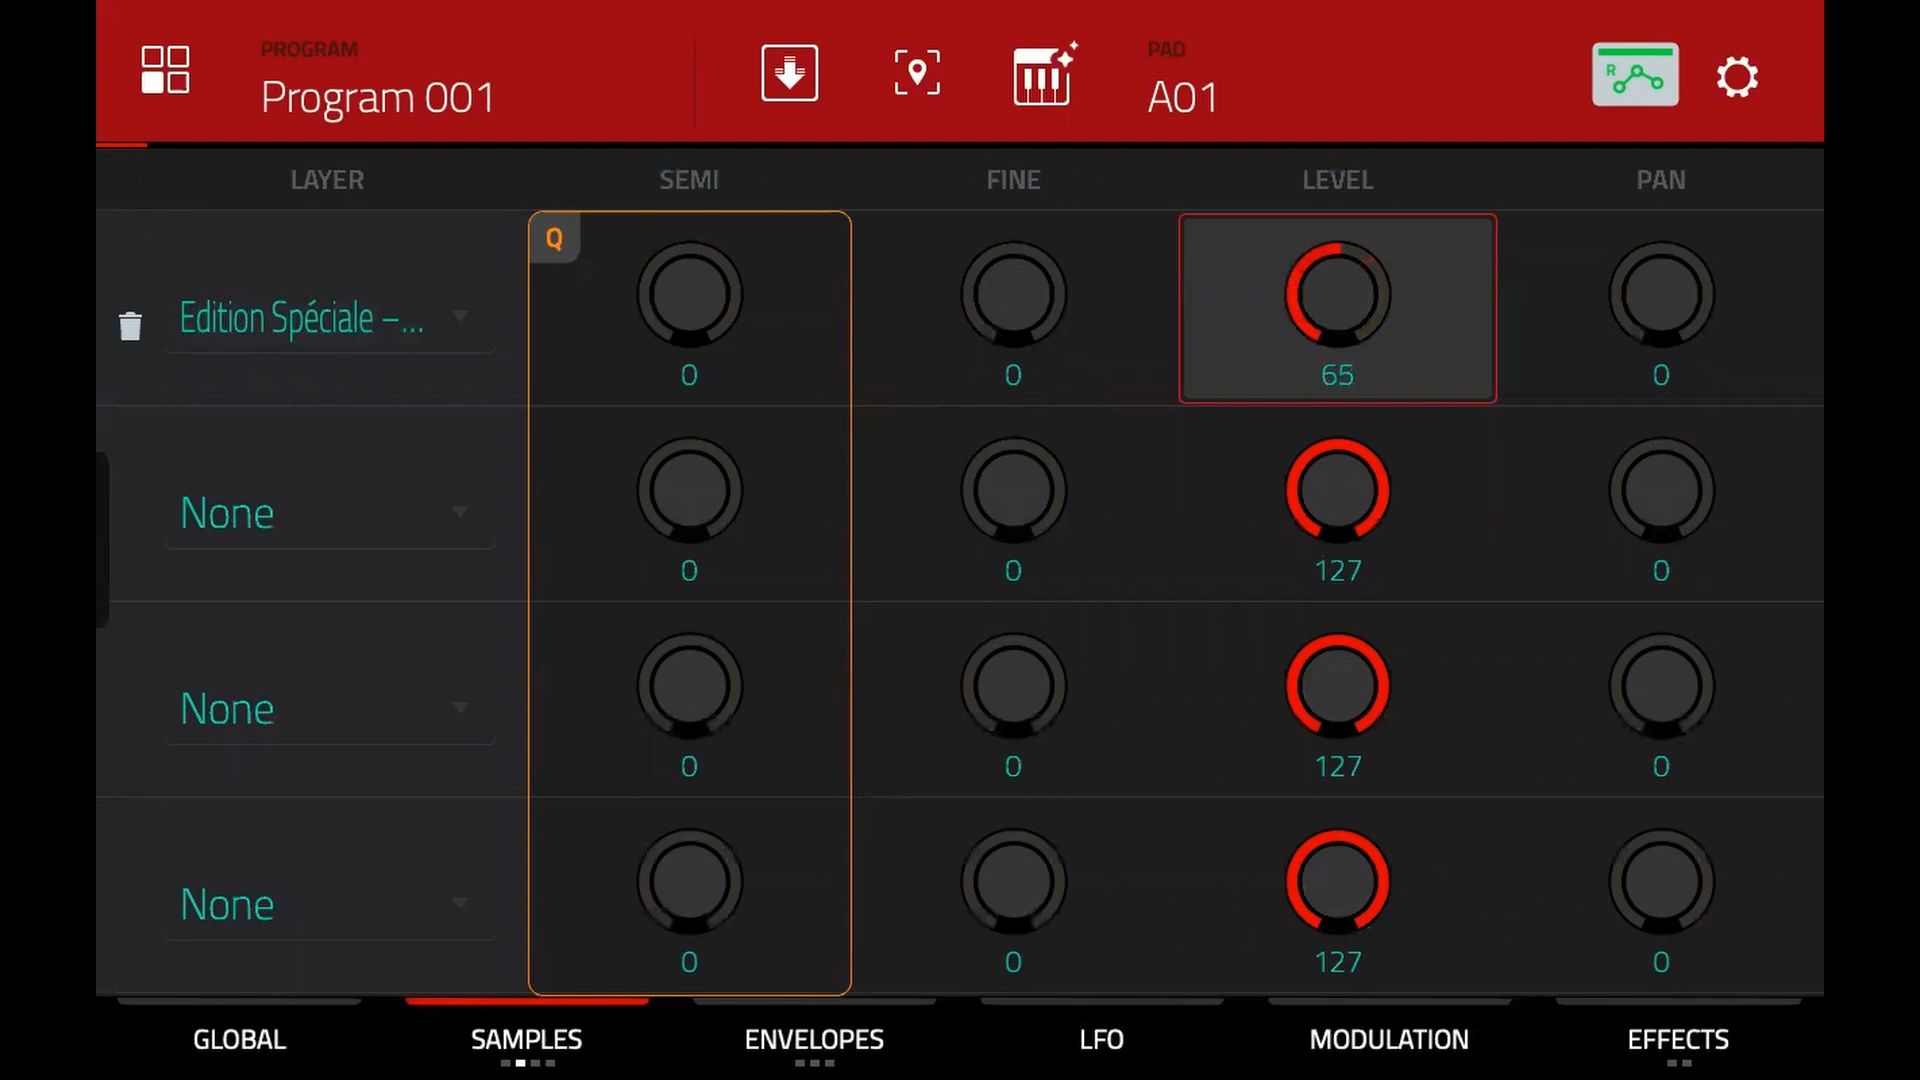 PROGRAM
Program 001
PAD
A01
R
LAYER SEMI FINE LEVEL PAN
Q
Edition Spéciale –...
0 0 65 0
None
0 0 127 0
None
0 0 127 0
None
0 0 127 0
GLOBAL SAMPLES ENVELOPES LFO MODULATION EFFECTS